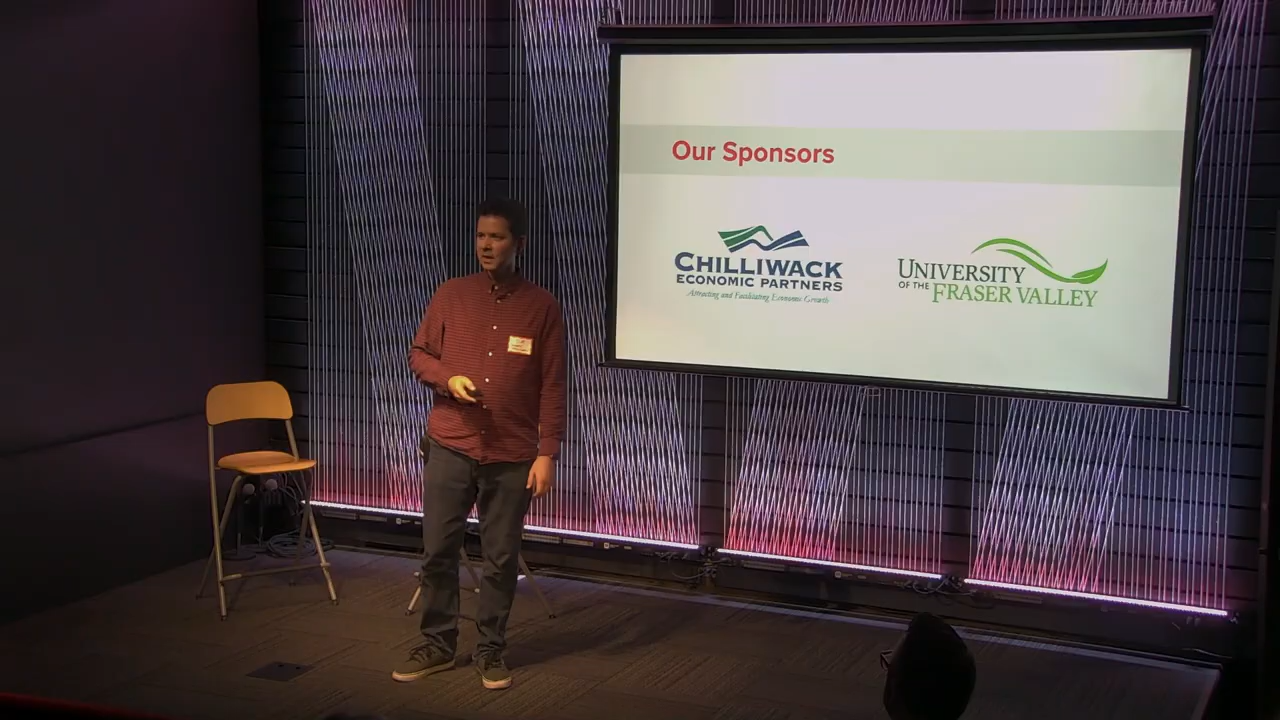 Our Sponsors
CHILLIWACK
ECONOMIC PARTNERS
Attracting and Facilitating Economic Growth
UNIVERSITY
OF THE FRASER VALLEY